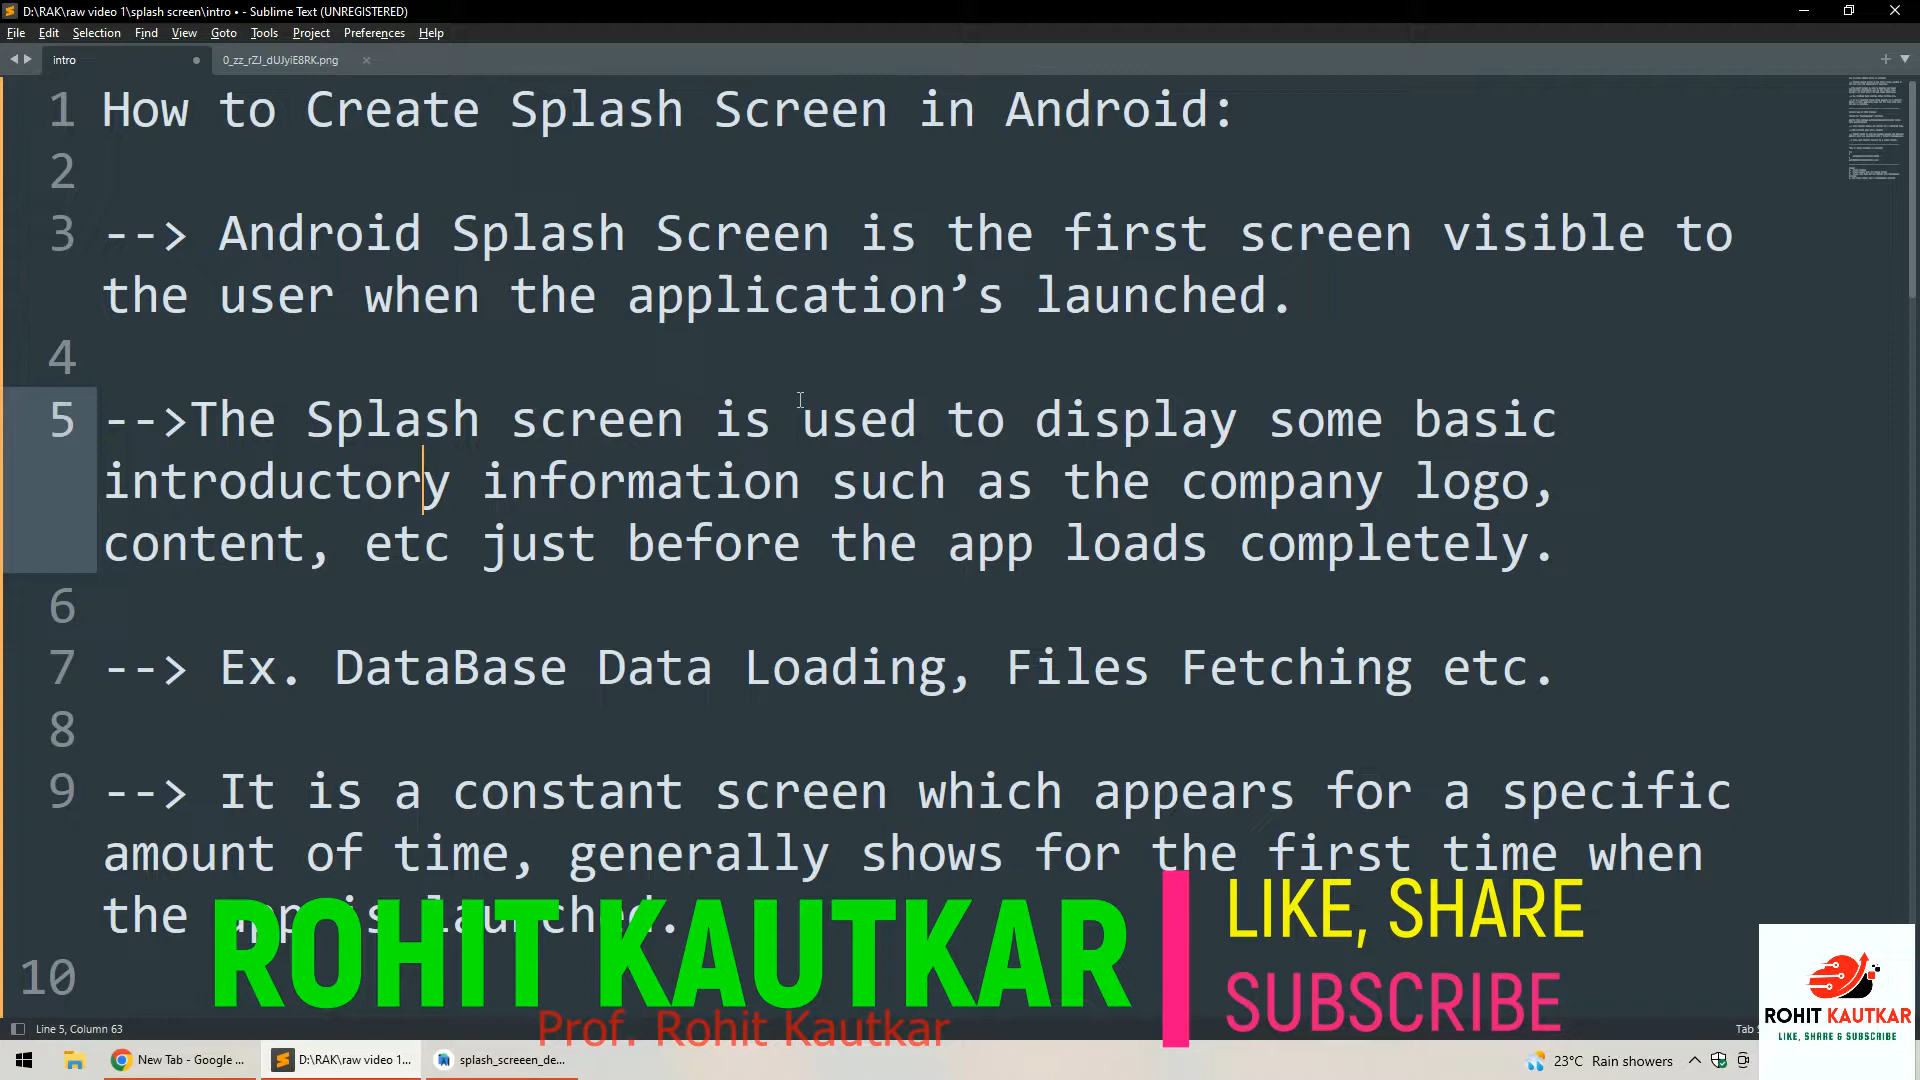 D:\RAK\raw video 1\splash screen\intro • - Sublime Text (UNREGISTERED)
File Edit Selection Find View Goto Tools Project Preferences Help
intro 0_zz_rZJ_dUJyiE8RK.png
1 How to Create Splash Screen in Android:
2
3 --> Android Splash Screen is the first screen visible to
the user when the application’s launched.
4
5 -->The Splash screen is used to display some basic
introductory information such as the company logo,
content, etc just before the app loads completely.
6
7 --> Ex. DataBase Data Loading, Files Fetching etc.
8
9 --> It is a constant screen which appears for a specific
amount of time, generally shows for the first time when
the app is launched.
10
ROHIT KAUTKAR
LIKE, SHARE
SUBSCRIBE
Prof. Rohit Kautkar
ROHIT KAUTKAR
LIKE, SHARE & SUBSCRIBE
Line 5, Column 63
Tab
New Tab - Google ... D:\RAK\raw video 1... splash_screeen_de... 23°C Rain showers